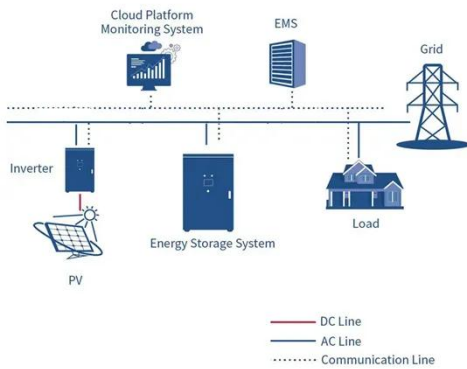 Cloud Platform
Monitoring System
EMS
Grid
Inverter
Energy Storage System
Load
PV
DC Line
AC Line
Communication Line